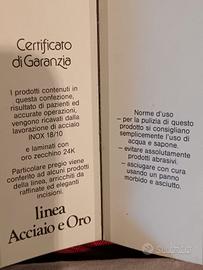 Certificato
di Garanzia
I prodotti contenuti in
questa confezione,
risultato di pazienti ed
accurate operazioni,
vengono ricavati dalla
lavorazione di acciaio
INOX 18/10
e laminati con
oro zecchino 24K
Particolare pregio viene
conferito ad alcuni prodotti
della linea, arricchiti da
raffinate ed eleganti
incisioni.
linea
Acciaio e Oro
Norme d'uso
– per la pulizia di questo
prodotto si consigliano
semplicemente l'uso di
acqua e sapone.
– evitare assolutamente
prodotti abrasivi.
– asciugare con cura
usando un panno
morbido e asciutto.
subito.it